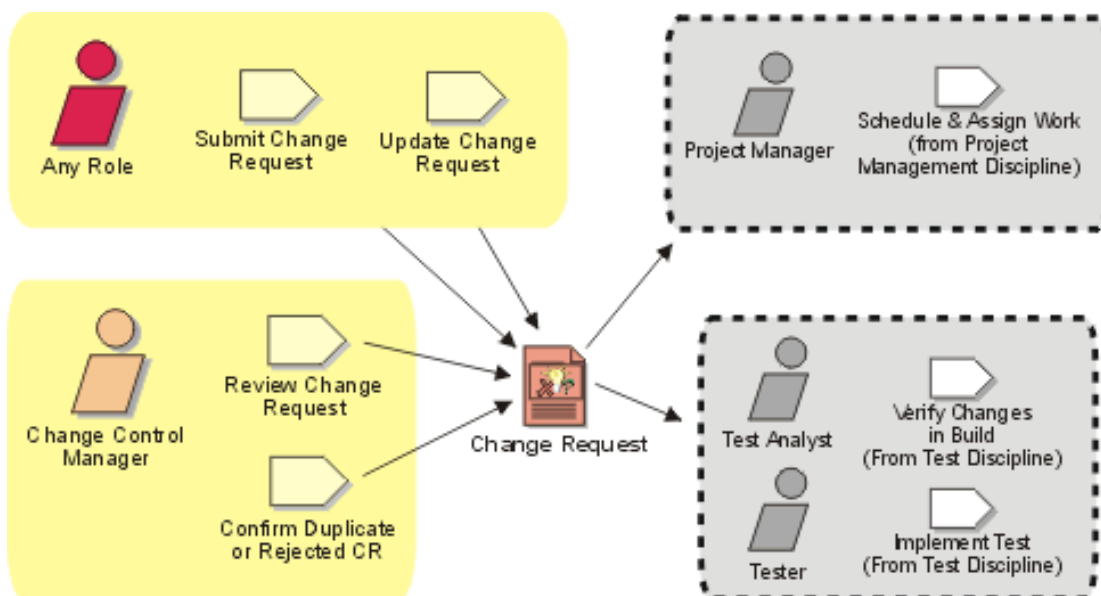 Submit Change
Request
Update Change
Request
Any Role
Schedule & Assign Work
(from Project
Management Discipline)
Project Manager
Review Change
Request
Change Control
Manager
Confirm Duplicate
or Rejected CR
Change Request
Test Analyst
Verify Changes
in Build
(From Test Discipline)
Tester
Implement Test
(From Test Discipline)